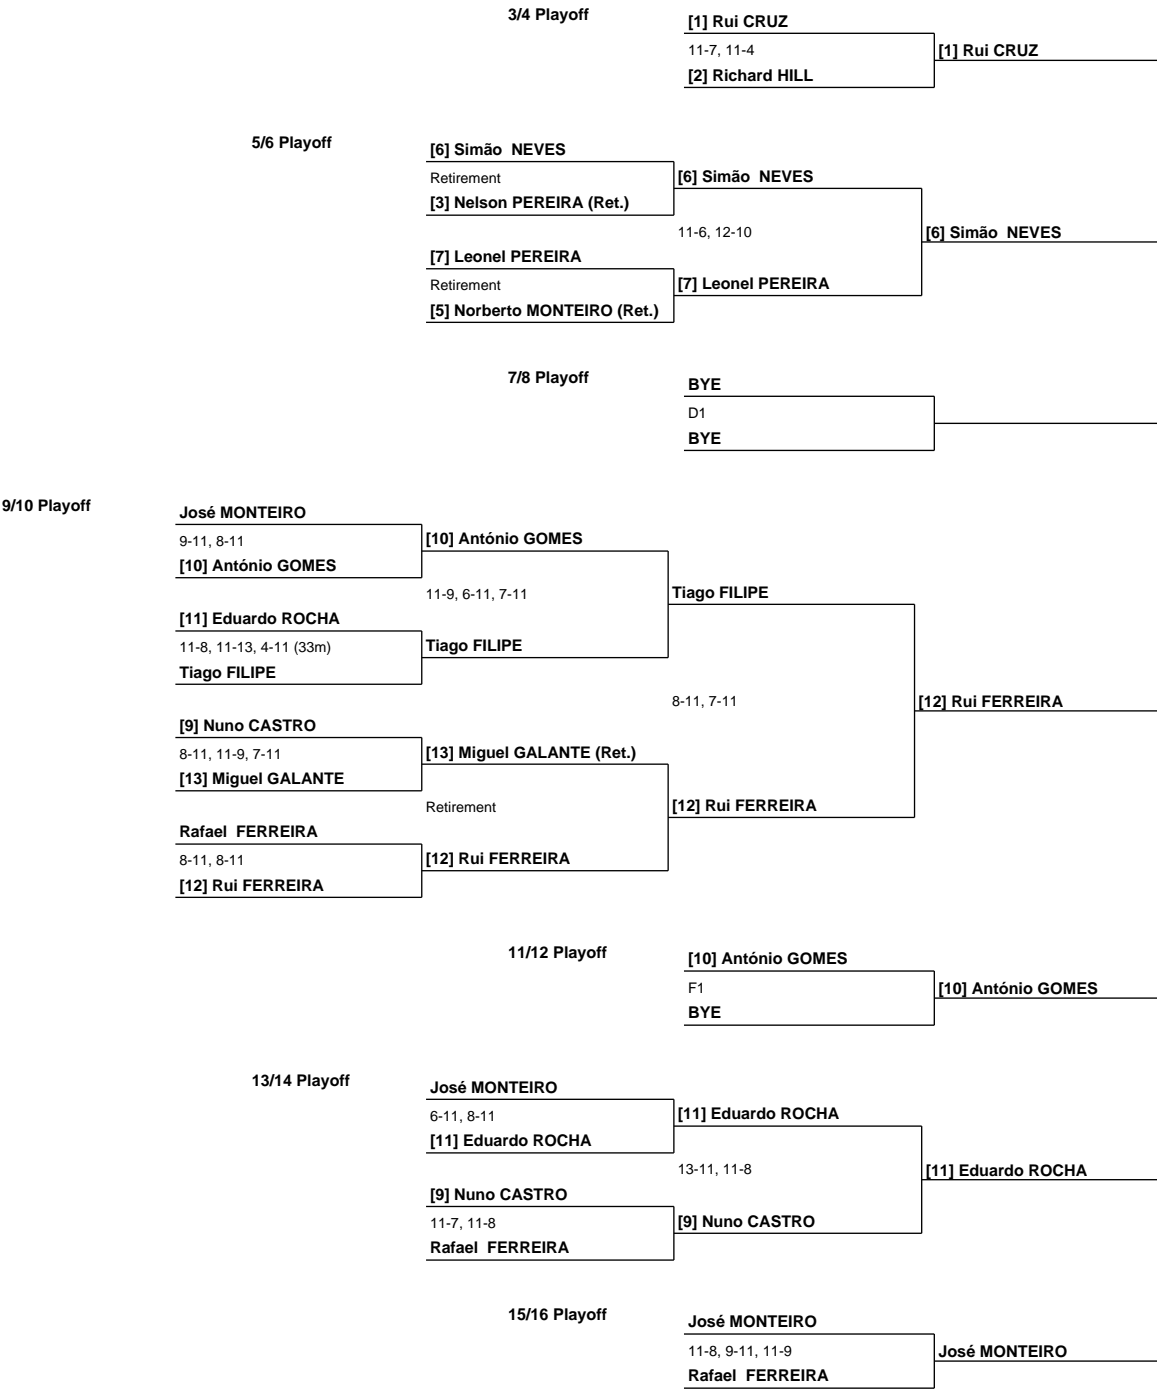 3/4 Playoff
[1] Rui CRUZ
11-7, 11-4
[1] Rui CRUZ
[2] Richard HILL
5/6 Playoff
[6] Simão  NEVES
Retirement
[6] Simão  NEVES
[3] Nelson PEREIRA (Ret.)
11-6, 12-10
[6] Simão  NEVES
[7] Leonel PEREIRA
Retirement
[7] Leonel PEREIRA
[5] Norberto MONTEIRO (Ret.)
7/8 Playoff
BYE
D1
BYE
9/10 Playoff
José MONTEIRO
9-11, 8-11
[10] António GOMES
[10] António GOMES
11-9, 6-11, 7-11
Tiago FILIPE
[11] Eduardo ROCHA
11-8, 11-13, 4-11 (33m)
Tiago FILIPE
Tiago FILIPE
8-11, 7-11
[12] Rui FERREIRA
[9] Nuno CASTRO
8-11, 11-9, 7-11
[13] Miguel GALANTE (Ret.)
[13] Miguel GALANTE
Retirement
[12] Rui FERREIRA
Rafael  FERREIRA
8-11, 8-11
[12] Rui FERREIRA
[12] Rui FERREIRA
11/12 Playoff
[10] António GOMES
F1
[10] António GOMES
BYE
13/14 Playoff
José MONTEIRO
6-11, 8-11
[11] Eduardo ROCHA
[11] Eduardo ROCHA
13-11, 11-8
[11] Eduardo ROCHA
[9] Nuno CASTRO
11-7, 11-8
[9] Nuno CASTRO
Rafael  FERREIRA
15/16 Playoff
José MONTEIRO
11-8, 9-11, 11-9
José MONTEIRO
Rafael  FERREIRA